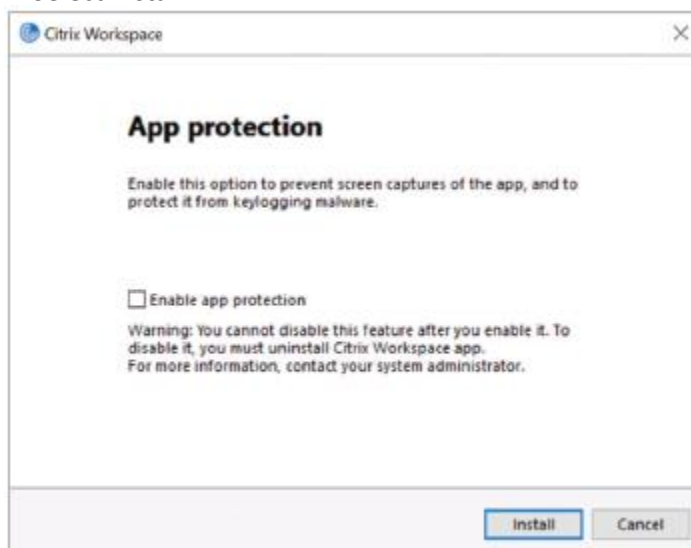 Citrix Workspace
App protection
Enable this option to prevent screen captures of the app, and to
protect it from keylogging malware.
Enable app protection
Warning: You cannot disable this feature after you enable it. To
disable it, you must uninstall Citrix Workspace app.
For more information, contact your system administrator.
Install
Cancel